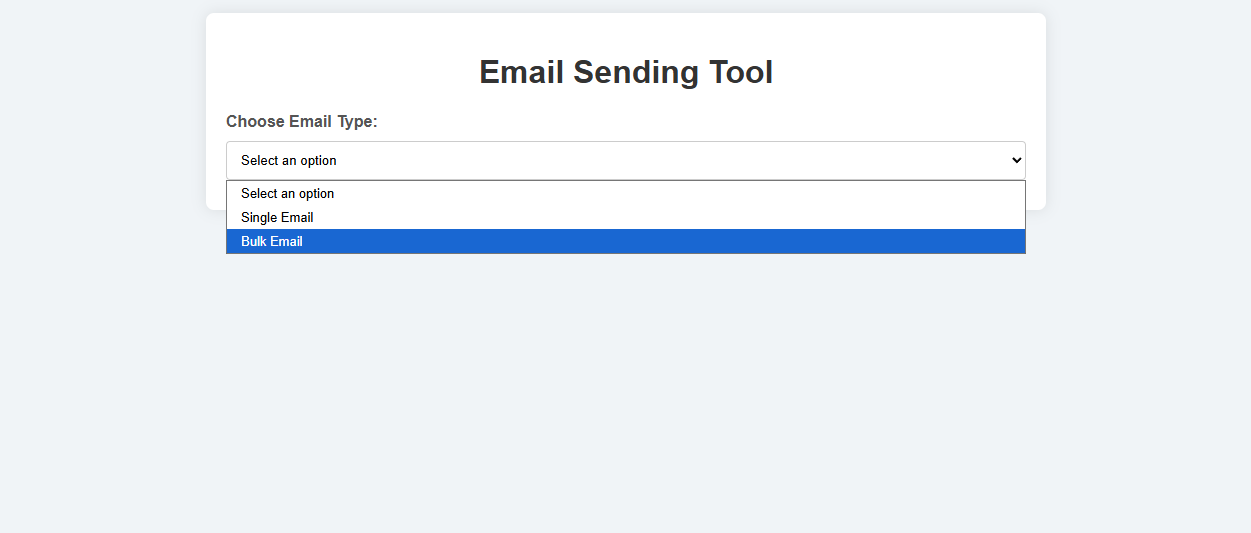 Email Sending Tool
Choose Email Type:
Select an option
Select an option
Single Email
Bulk Email